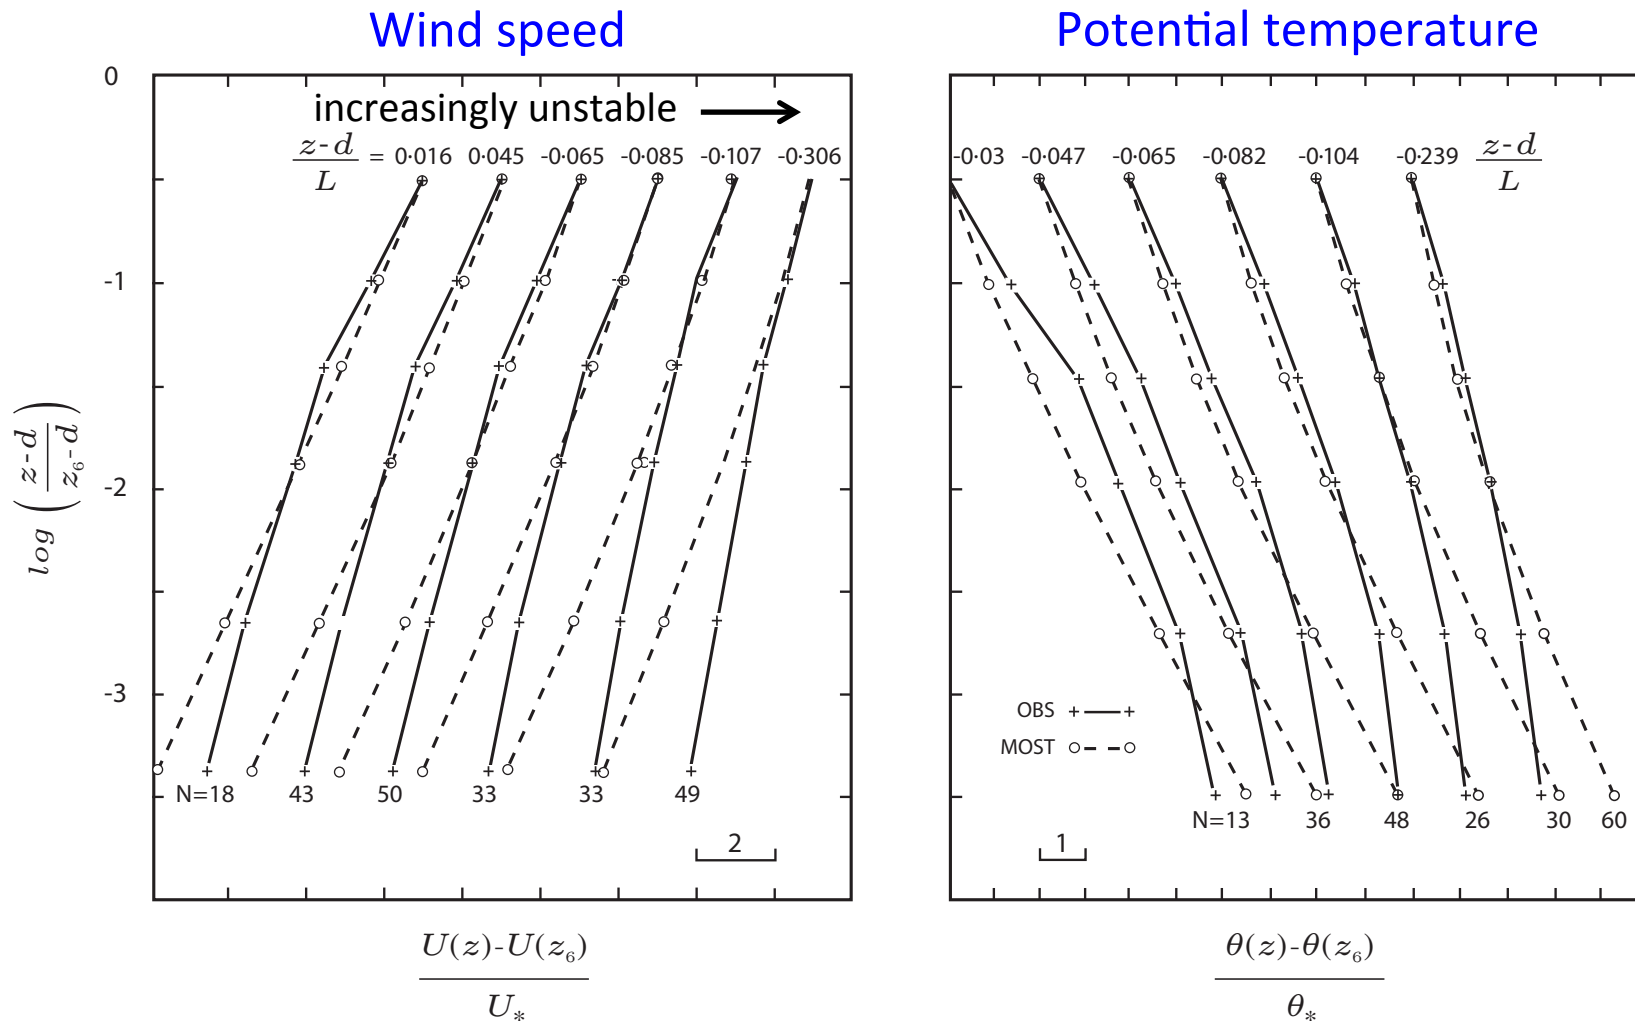 Wind speed
Potential temperature
increasingly unstable
z-d / L = 0·016 0·045 -0·065 -0·085 -0·107 -0·306
-0·03 -0·047 -0·065 -0·082 -0·104 -0·239 z-d / L
0
-1
-2
-3
log ( z-d / z₆-d )
OBS
MOST
N=18 43 50 33 33 49
N=13 36 48 26 30 60
2
1
U(z)-U(z₆)
U*
θ(z)-θ(z₆)
θ*